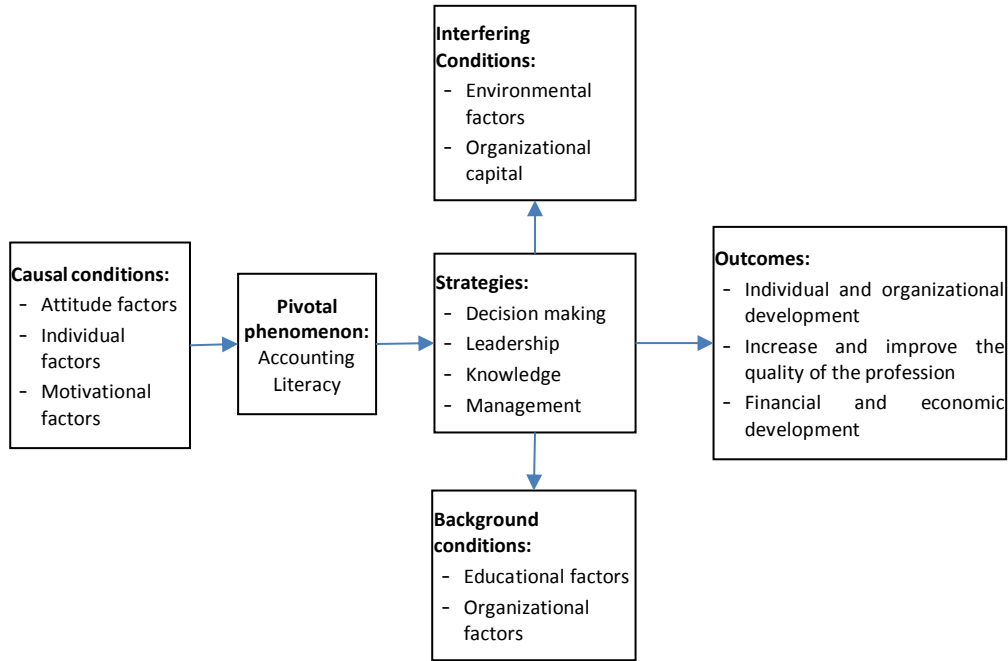 Interfering
Conditions:
- Environmental
factors
- Organizational
capital
Causal conditions:
- Attitude factors
- Individual
factors
- Motivational
factors
Pivotal
phenomenon:
Accounting
Literacy
Strategies:
- Decision making
- Leadership
- Knowledge
- Management
Outcomes:
- Individual and organizational
development
- Increase and improve the
quality of the profession
- Financial and economic
development
Background
conditions:
- Educational factors
- Organizational
factors